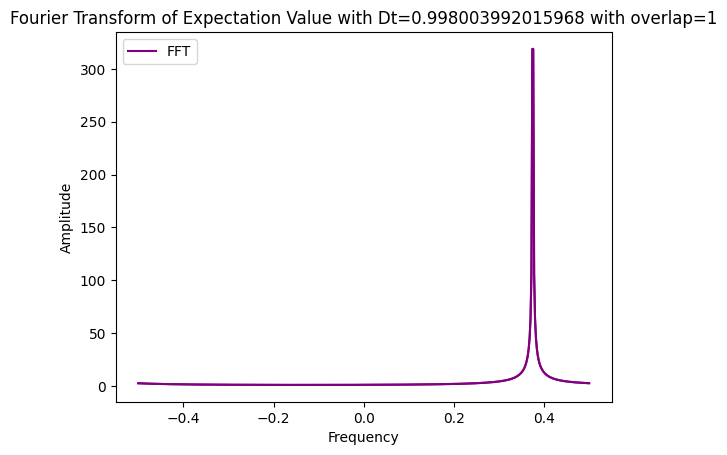 Fourier Transform of Expectation Value with Dt=0.998003992015968 with overlap=1
FFT
300
250
200
150
100
50
0
Amplitude
−0.4 −0.2 0.0 0.2 0.4
Frequency